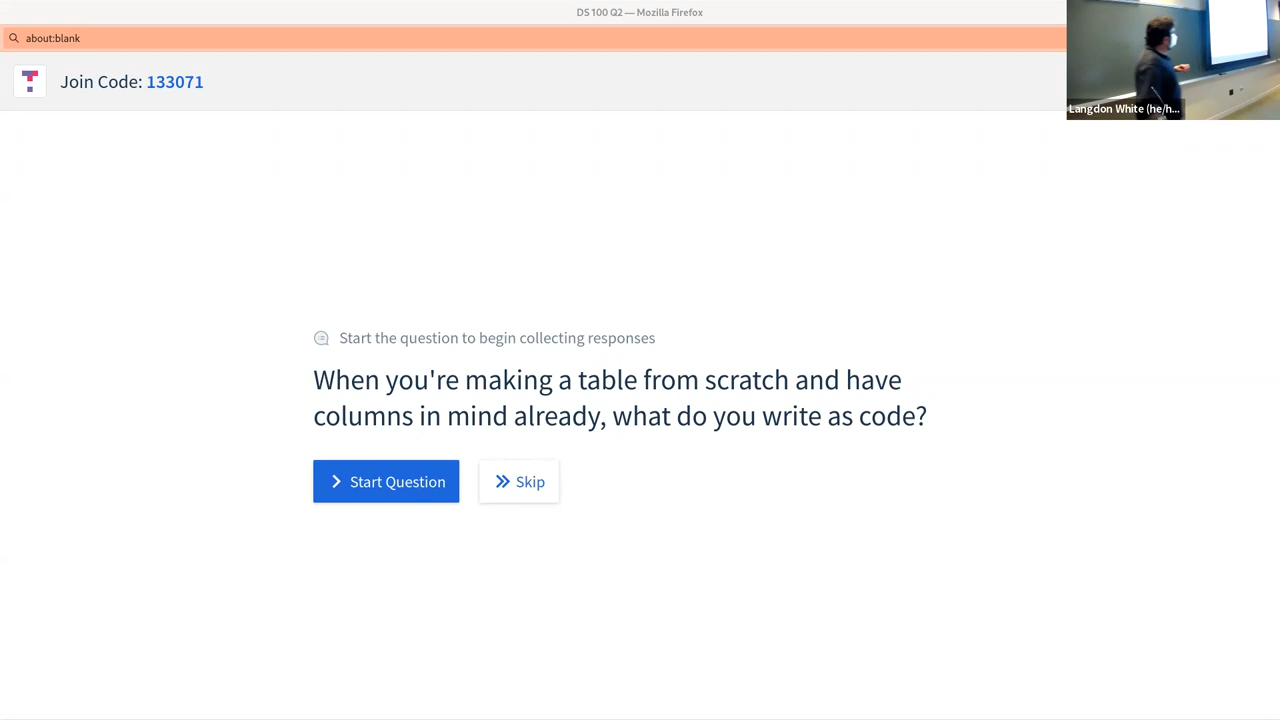 DS 100 Q2 — Mozilla Firefox
about:blank
Join Code: 133071
Langdon White (he/h...
Start the question to begin collecting responses
When you're making a table from scratch and have
columns in mind already, what do you write as code?
Start Question
Skip